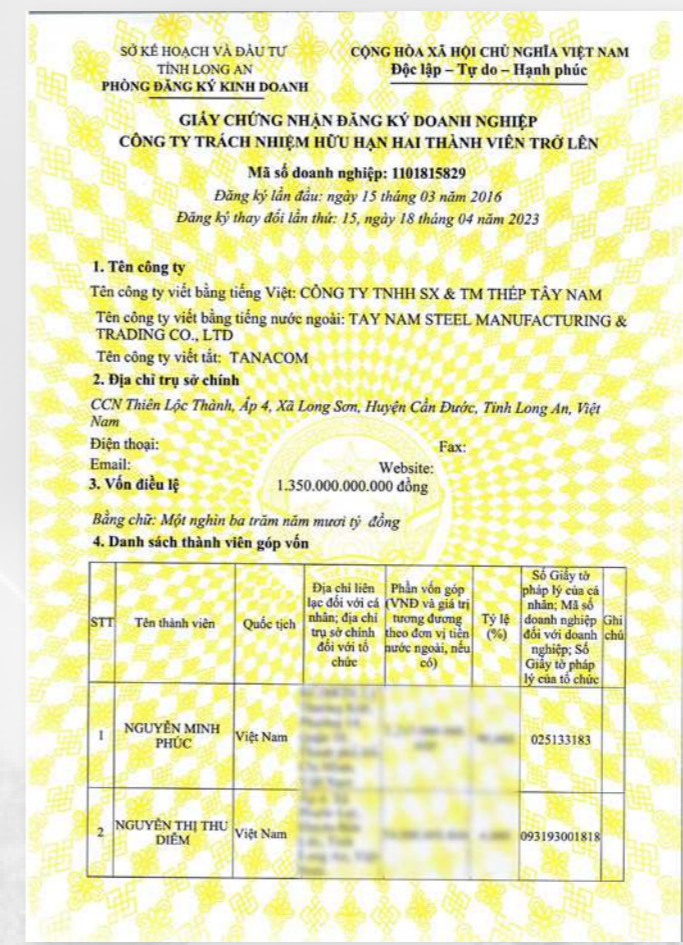 SỞ KẾ HOẠCH VÀ ĐẦU TƯ
TỈNH LONG AN
PHÒNG ĐĂNG KÝ KINH DOANH
CỘNG HÒA XÃ HỘI CHỦ NGHĨA VIỆT NAM
Độc lập – Tự do – Hạnh phúc
GIẤY CHỨNG NHẬN ĐĂNG KÝ DOANH NGHIỆP
CÔNG TY TRÁCH NHIỆM HỮU HẠN HAI THÀNH VIÊN TRỞ LÊN
Mã số doanh nghiệp: 1101815829
Đăng ký lần đầu: ngày 15 tháng 03 năm 2016
Đăng ký thay đổi lần thứ: 15, ngày 18 tháng 04 năm 2023
1. Tên công ty
Tên công ty viết bằng tiếng Việt: CÔNG TY TNHH SX & TM THÉP TÂY NAM
Tên công ty viết bằng tiếng nước ngoài: TAY NAM STEEL MANUFACTURING &
TRADING CO., LTD
Tên công ty viết tắt: TANACOM
2. Địa chỉ trụ sở chính
CCN Thiên Lộc Thành, Ấp 4, Xã Long Sơn, Huyện Cần Đước, Tỉnh Long An, Việt
Nam
Điện thoại: Fax:
Email: Website:
3. Vốn điều lệ 1.350.000.000.000 đồng
Bằng chữ: Một nghìn ba trăm năm mươi tỷ đồng
4. Danh sách thành viên góp vốn
STT
Tên thành viên
Quốc tịch
Địa chỉ liên
lạc đối với cá
nhân; địa chỉ
trụ sở chính
đối với tổ
chức
Phần vốn góp
(VNĐ và giá trị
tương đương
theo đơn vị tiền
nước ngoài, nếu
có)
Tỷ lệ
(%)
Số Giấy tờ
pháp lý của cá
nhân; Mã số
doanh nghiệp
đối với doanh
nghiệp; Số
Giấy tờ pháp
lý của tổ chức
Ghi
chú
1
NGUYỄN MINH
PHÚC
Việt Nam
025133183
2
NGUYỄN THỊ THU
DIỄM
Việt Nam
093193001818